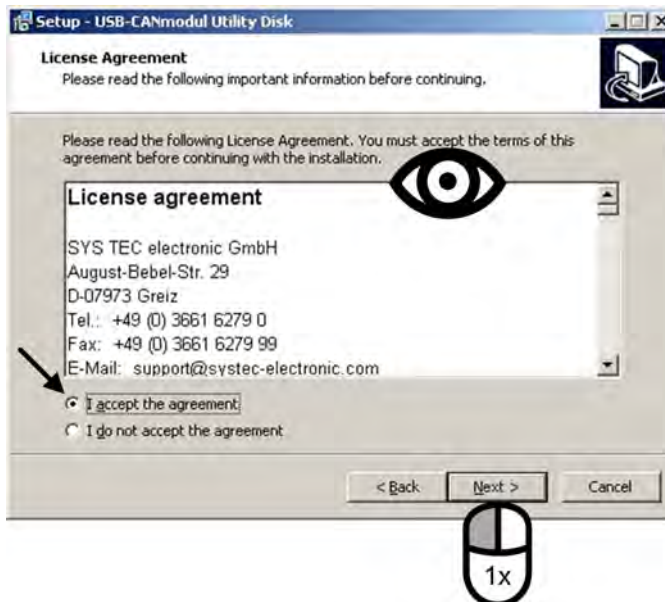 Setup - USB-CANmodul Utility Disk
License Agreement
Please read the following important information before continuing.
Please read the following License Agreement. You must accept the terms of this
agreement before continuing with the installation.
License agreement
SYS TEC electronic GmbH
August-Bebel-Str. 29
D-07973 Greiz
Tel.: +49 (0) 3661 6279 0
Fax: +49 (0) 3661 6279 99
E-Mail: support@systec-electronic.com
I accept the agreement
I do not accept the agreement
< Back Next > Cancel
1x